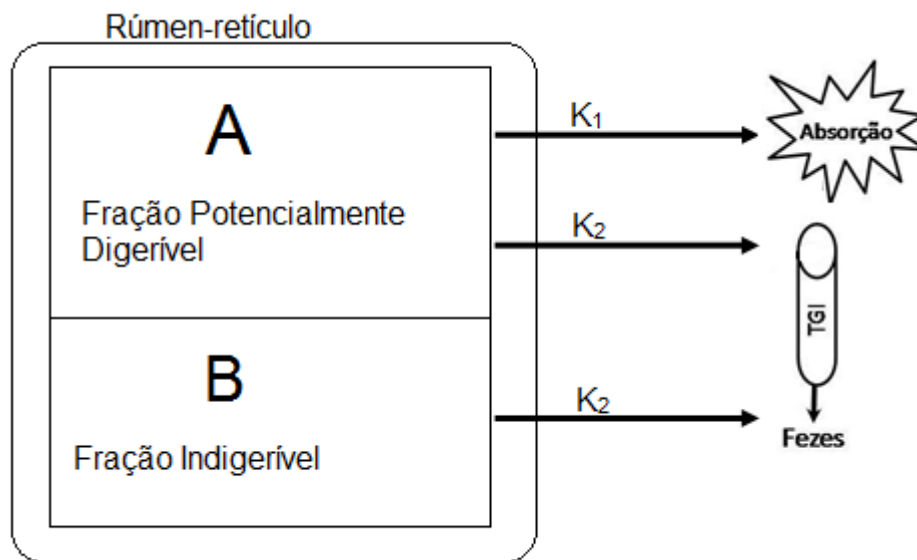 Rúmen-retículo
A
Fração Potencialmente
Digerível
B
Fração Indigerível
K₁
K₂
K₂
Absorção
TGI
Fezes